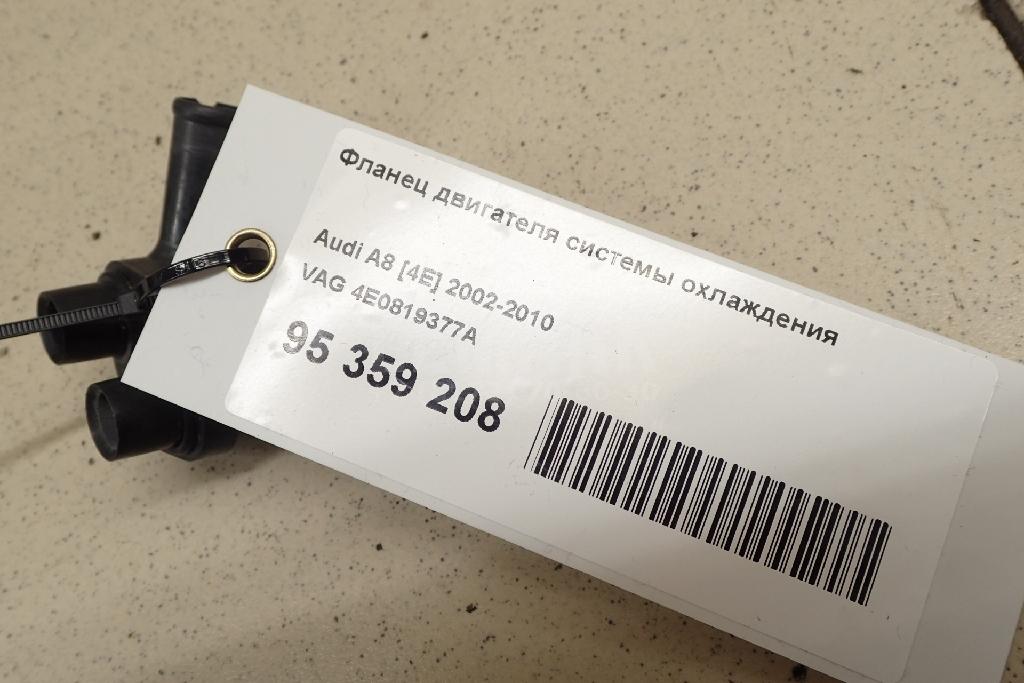 Фланец двигателя системы охлаждения
Audi A8 [4E] 2002-2010
VAG 4E0819377A
95 359 208